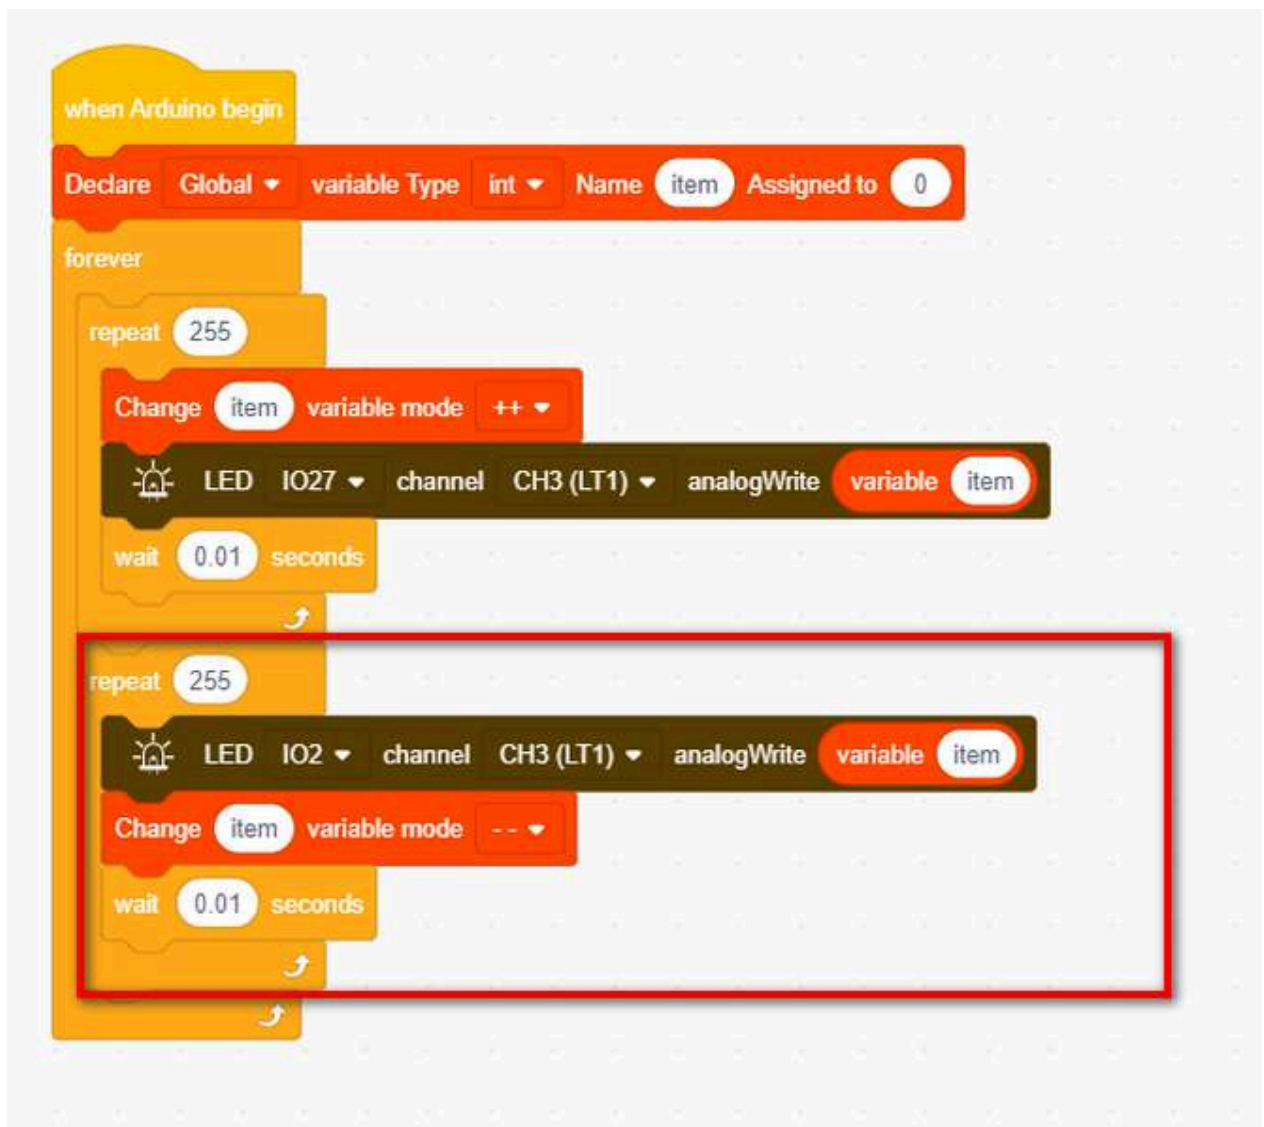 when Arduino begin
Declare Global variable Type int Name item Assigned to 0
forever
repeat 255
Change item variable mode ++
LED IO27 channel CH3 (LT1) analogWrite variable item
wait 0.01 seconds
repeat 255
LED IO2 channel CH3 (LT1) analogWrite variable item
Change item variable mode --
wait 0.01 seconds